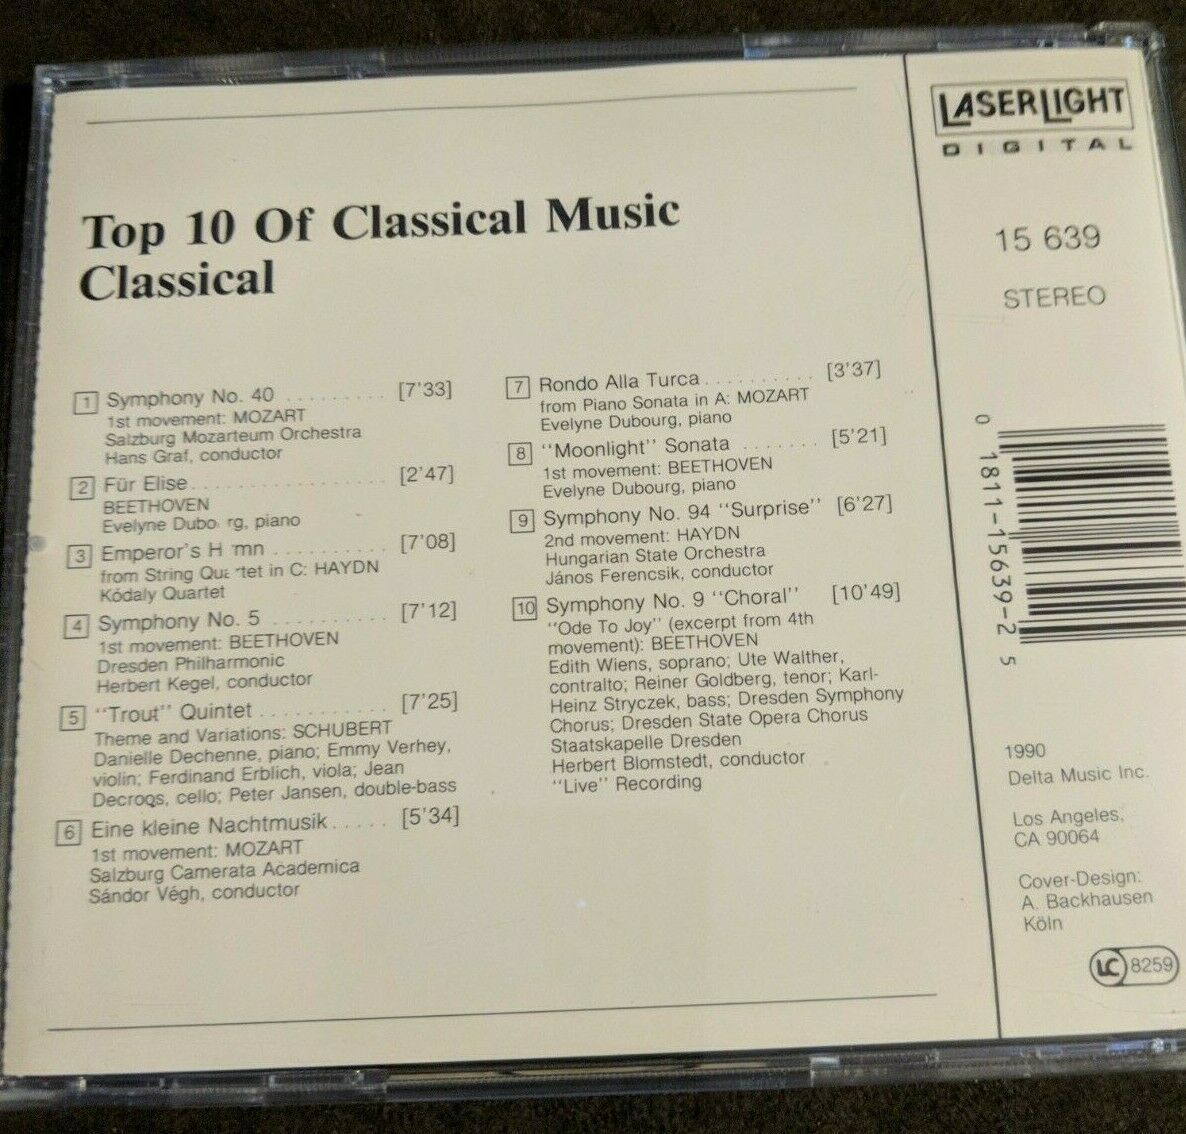 Top 10 Of Classical Music
Classical
1 Symphony No. 40 ......... [7'33]
1st movement: MOZART
Salzburg Mozarteum Orchestra
Hans Graf, conductor
2 Für Elise.................. [2'47]
BEETHOVEN
Evelyne Dubo rg, piano
3 Emperor's H mn .......... [7'08]
from String Qua tet in C: HAYDN
Kódaly Quartet
4 Symphony No. 5 .......... [7'12]
1st movement: BEETHOVEN
Dresden Philharmonic
Herbert Kegel, conductor
5 "Trout" Quintet ........... [7'25]
Theme and Variations: SCHUBERT
Danielle Dechenne, piano; Emmy Verhey,
violin; Ferdinand Erblich, viola; Jean
Decroqs, cello; Peter Jansen, double-bass
6 Eine kleine Nachtmusik ..... [5'34]
1st movement: MOZART
Salzburg Camerata Academica
Sándor Végh, conductor
7 Rondo Alla Turca .......... [3'37]
from Piano Sonata in A: MOZART
Evelyne Dubourg, piano
8 "Moonlight" Sonata ....... [5'21]
1st movement: BEETHOVEN
Evelyne Dubourg, piano
9 Symphony No. 94 "Surprise" [6'27]
2nd movement: HAYDN
Hungarian State Orchestra
János Ferencsik, conductor
10 Symphony No. 9 "Choral" [10'49]
"Ode To Joy" (excerpt from 4th
movement): BEETHOVEN
Edith Wiens, soprano; Ute Walther,
contralto; Reiner Goldberg, tenor; Karl-
Heinz Stryczek, bass; Dresden Symphony
Chorus; Dresden State Opera Chorus
Staatskapelle Dresden
Herbert Blomstedt, conductor
"Live" Recording
LASERLIGHT
DIGITAL
15 639
STEREO
0 1811-15639-2 5
1990
Delta Music Inc.
Los Angeles,
CA 90064
Cover-Design:
A. Backhausen
Köln
LC 8259